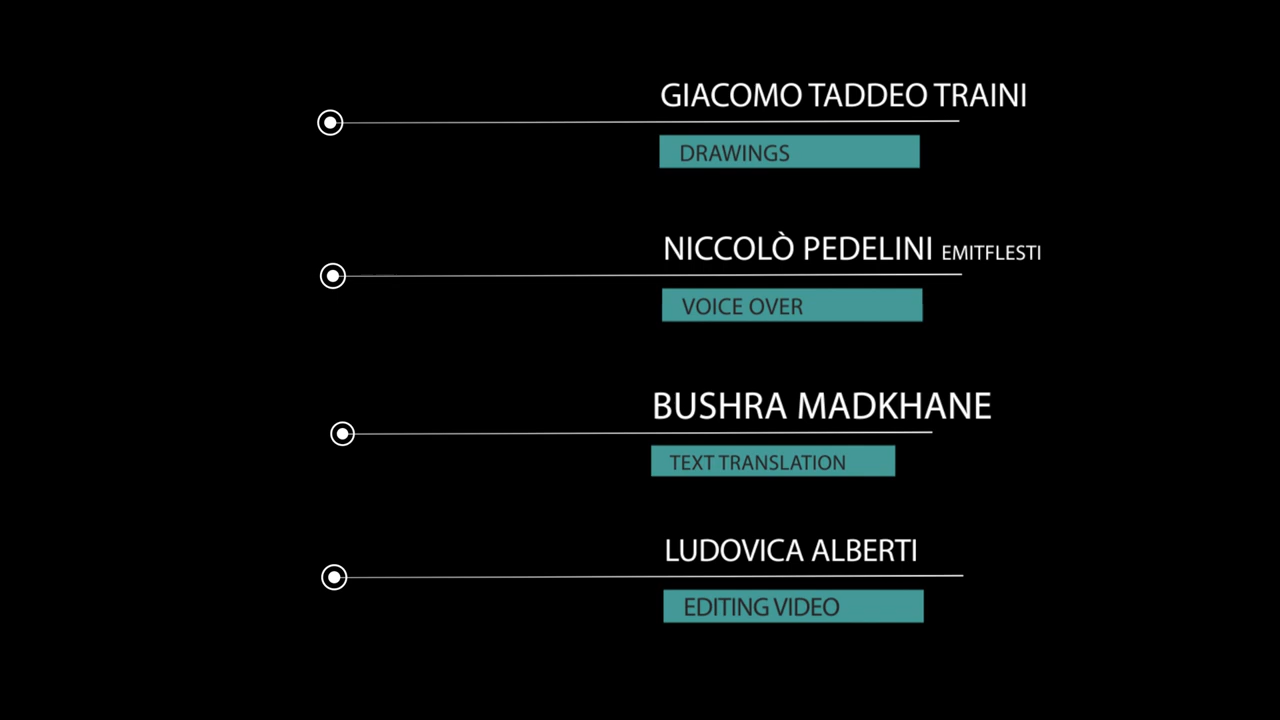 GIACOMO TADDEO TRAINI
DRAWINGS
NICCOLÒ PEDELINI EMITFLESTI
VOICE OVER
BUSHRA MADKHANE
TEXT TRANSLATION
LUDOVICA ALBERTI
EDITING VIDEO